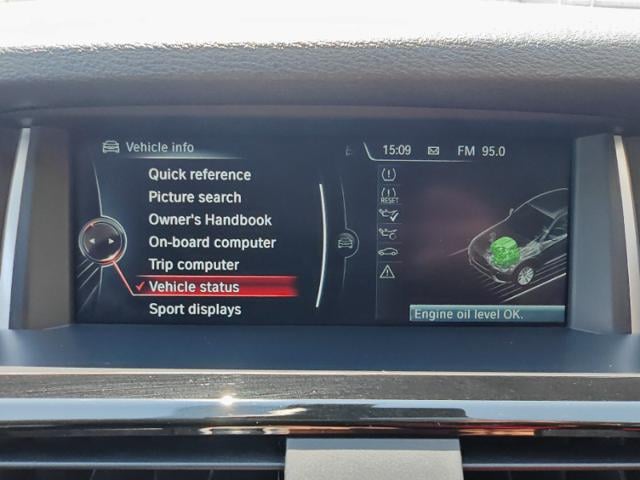 Vehicle info
15:09 FM 95.0
Quick reference
Picture search
Owner's Handbook
On-board computer
Trip computer
Vehicle status
Sport displays
RESET
Engine oil level OK.